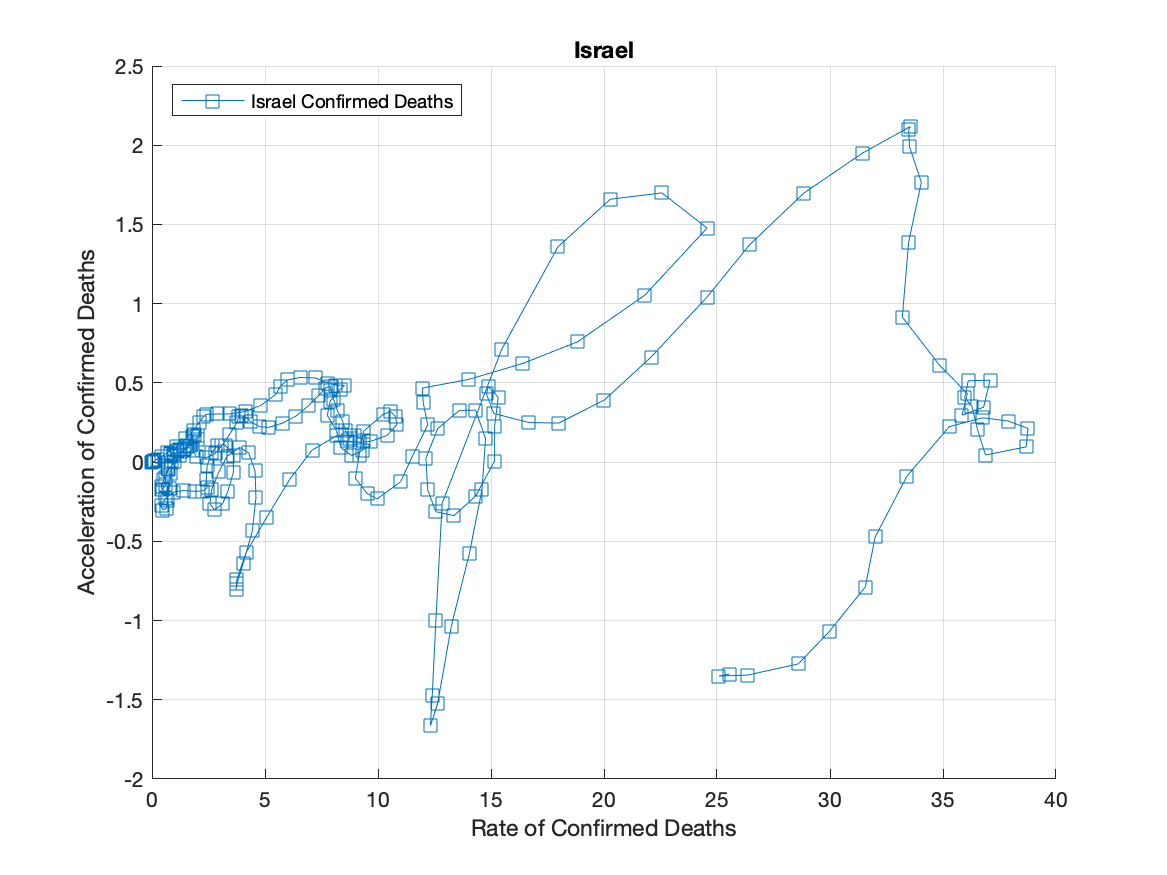 Israel
Israel Confirmed Deaths
2.5
2
1.5
1
0.5
0
-0.5
-1
-1.5
-2
Acceleration of Confirmed Deaths
0 5 10 15 20 25 30 35 40
Rate of Confirmed Deaths